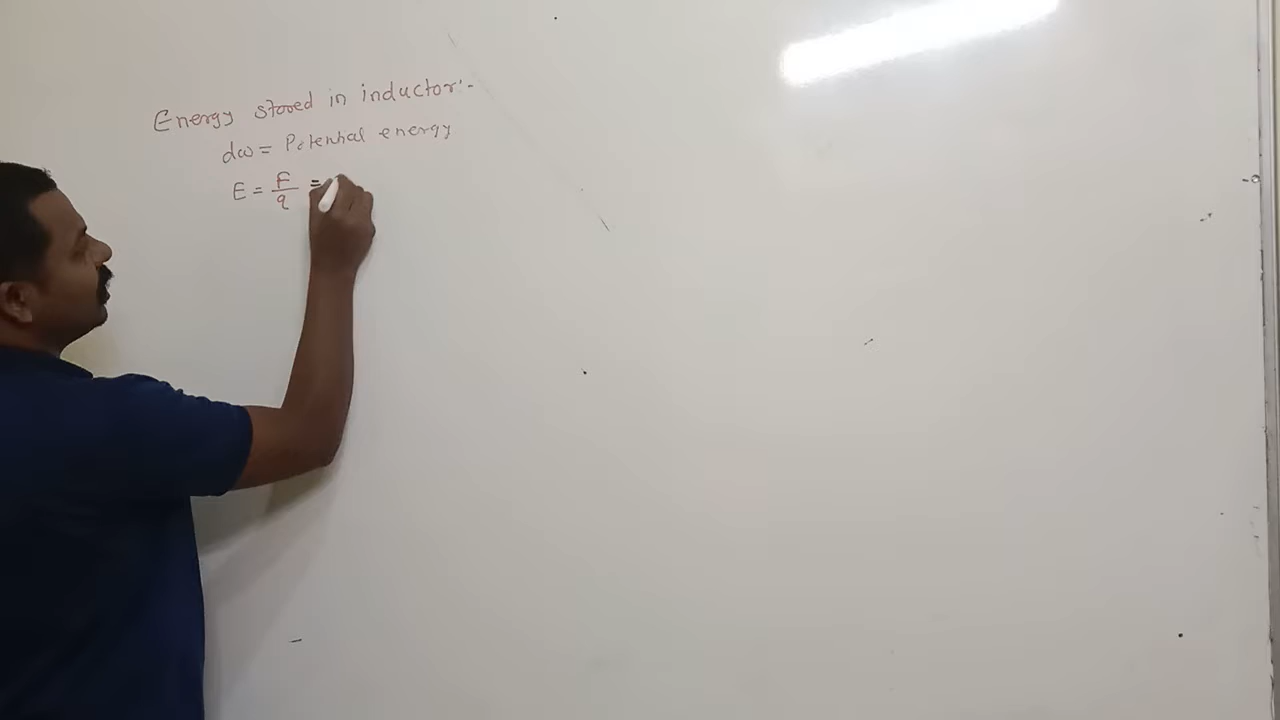 Energy stored in inductor:-
dw = Potential energy
E = F/q =